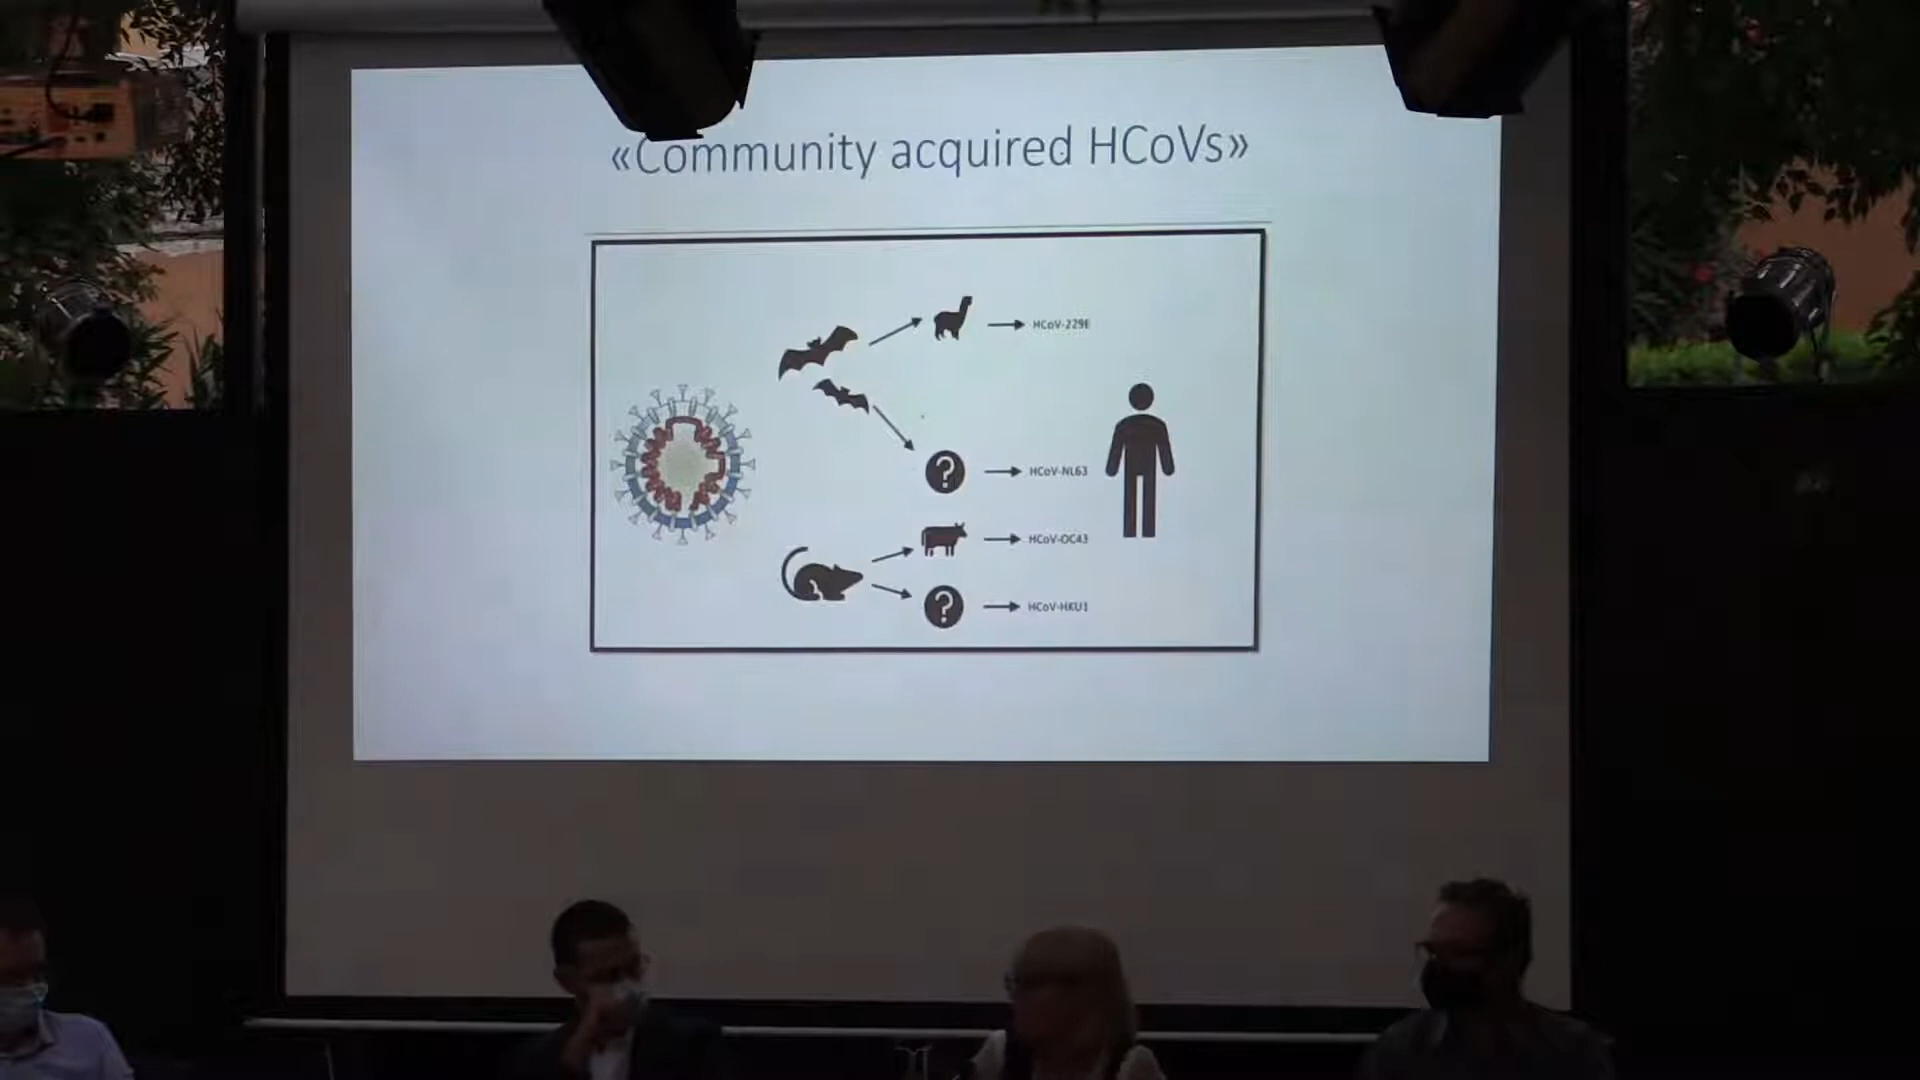 «Community acquired HCoVs»
HCoV-229E
?
HCoV-NL63
HCoV-OC43
?
HCoV-HKU1